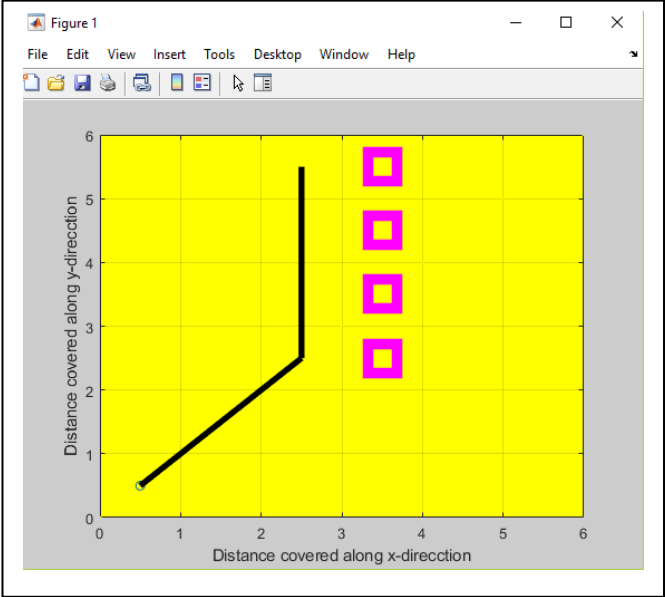 Figure 1
File Edit View Insert Tools Desktop Window Help
6
5
4
3
2
1
0
Distance covered along y-direcction
0 1 2 3 4 5 6
Distance covered along x-direcction